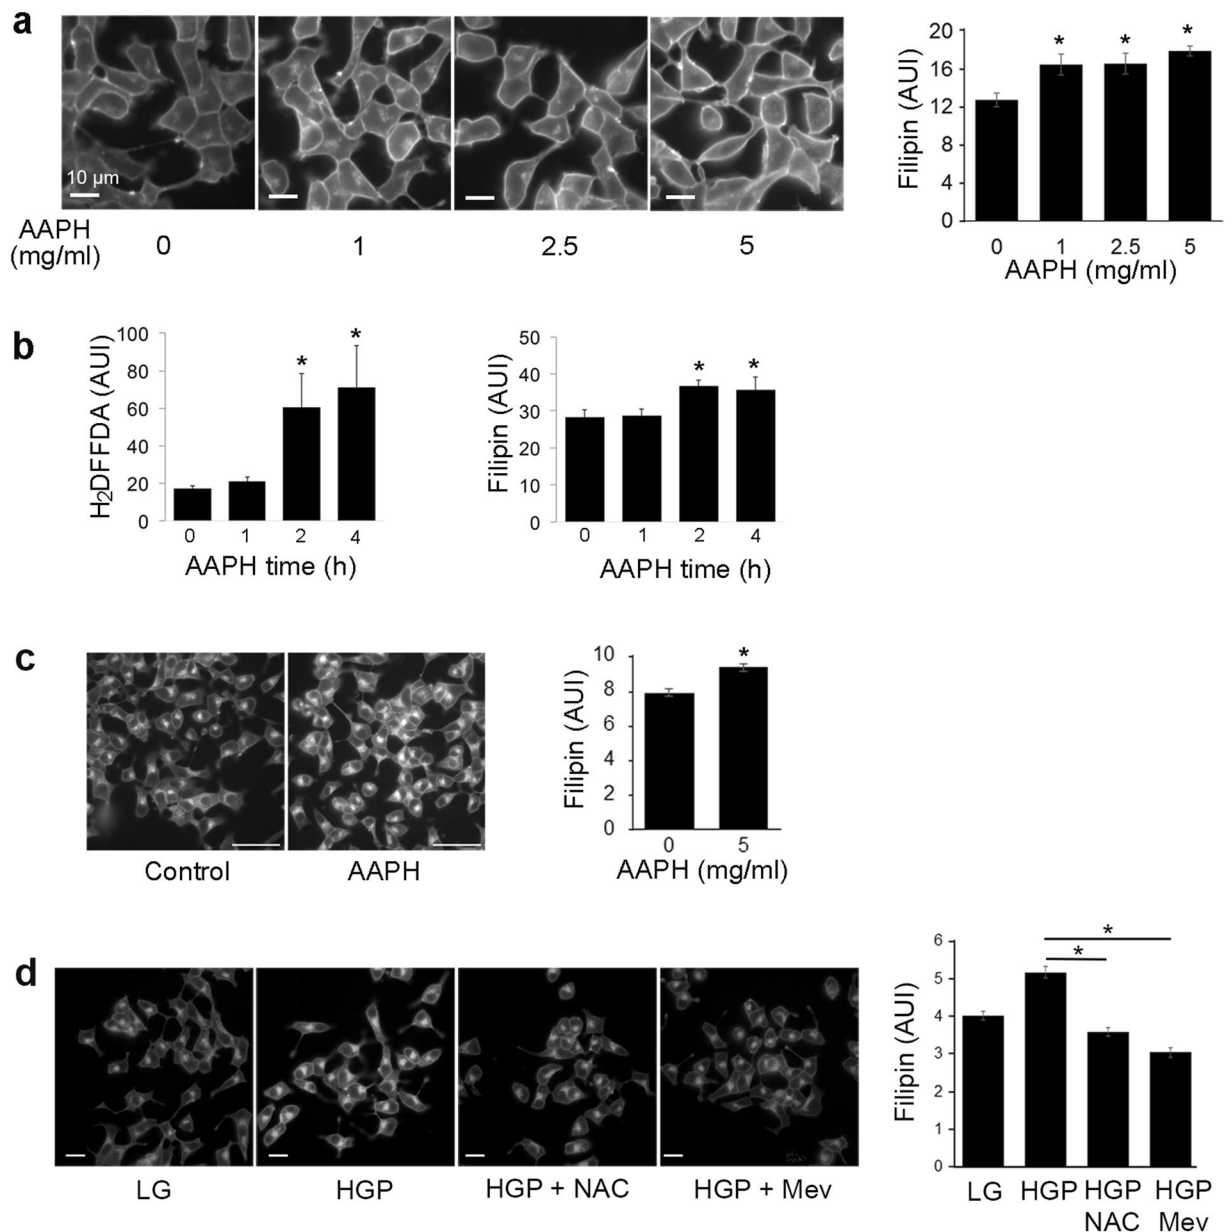 a
10 µm
AAPH
(mg/ml)
0
1
2.5
5
Filipin (AUI)
20
16
12
8
4
0
*
*
*
0 1 2.5 5
AAPH (mg/ml)
b
H₂DFFDA (AUI)
100
80
60
40
20
0
*
*
0 1 2 4
AAPH time (h)
Filipin (AUI)
50
40
30
20
10
0
*
*
0 1 2 4
AAPH time (h)
c
Control
AAPH
Filipin (AUI)
10
8
6
4
2
0
*
0 5
AAPH (mg/ml)
d
LG
HGP
HGP + NAC
HGP + Mev
Filipin (AUI)
6
5
4
3
2
1
0
*
*
LG HGP HGP HGP
NAC Mev